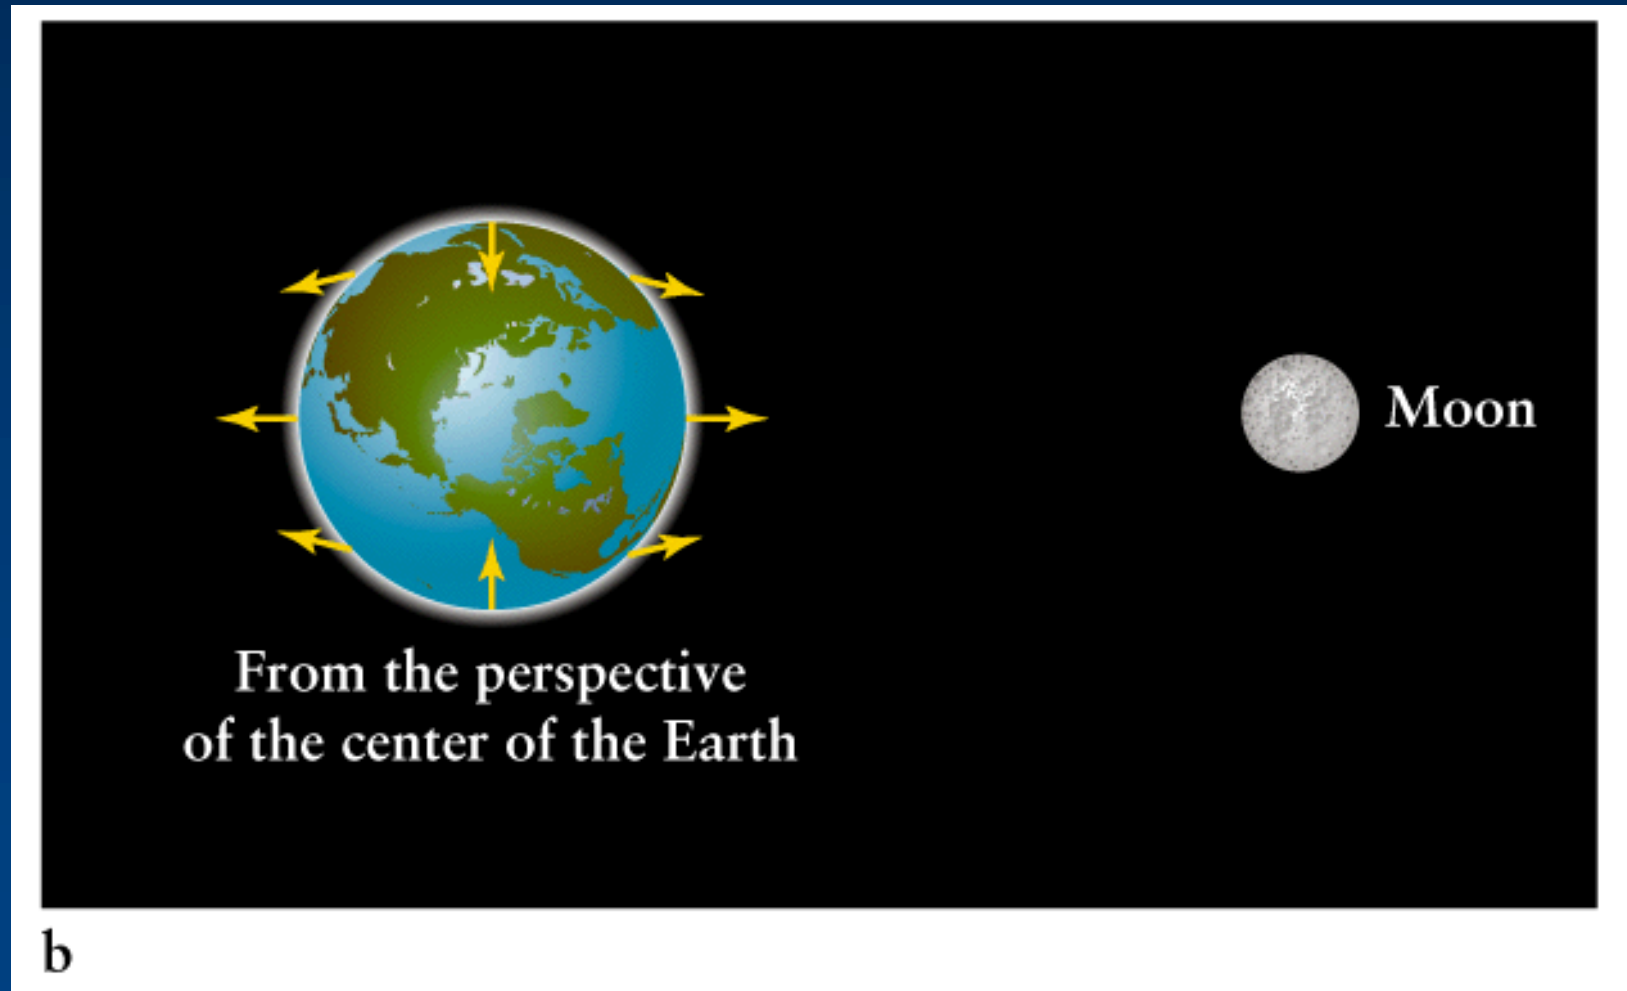 Moon
From the perspective
of the center of the Earth
b